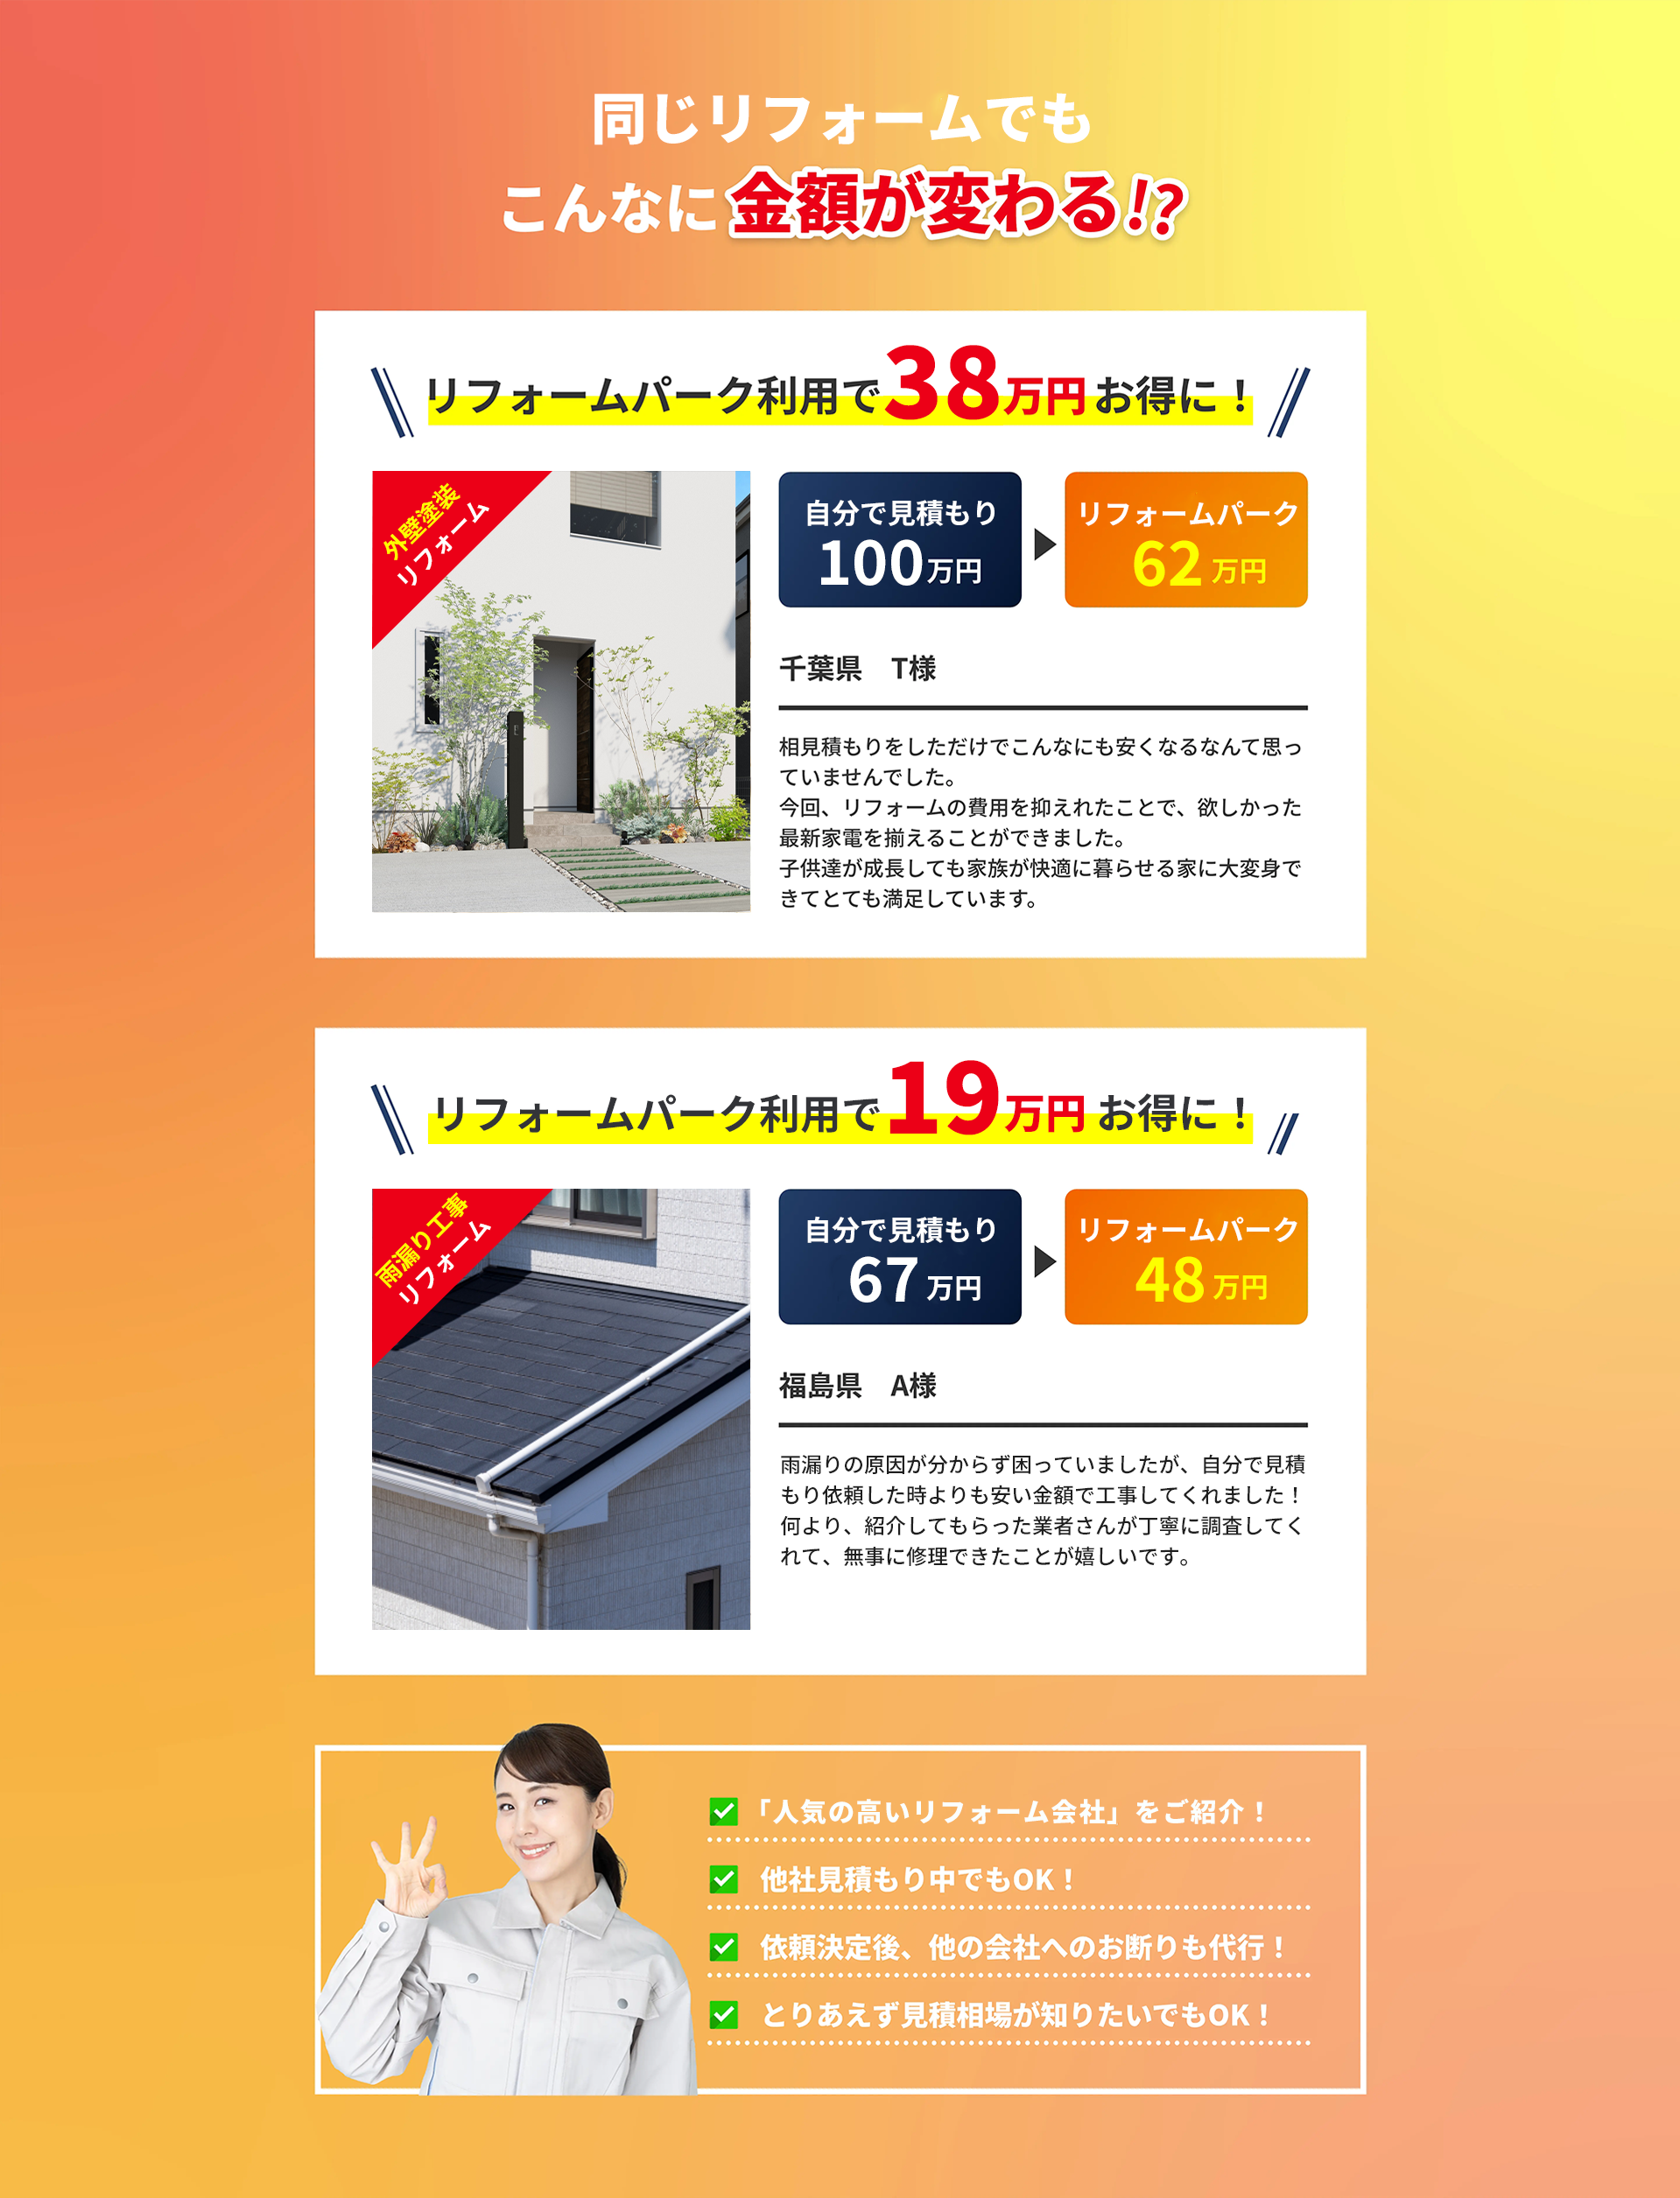 同じリフォームでも
こんなに金額が変わる!?
リフォームパーク利用で38万円お得に！
外壁塗装
リフォーム
自分で見積もり
100万円
リフォームパーク
62万円
千葉県　T様
相見積もりをしただけでこんなにも安くなるなんて思っ
ていませんでした。
今回、リフォームの費用を抑えれたことで、欲しかった
最新家電を揃えることができました。
子供達が成長しても家族が快適に暮らせる家に大変身で
きてとても満足しています。
リフォームパーク利用で19万円お得に！
雨漏り工事
リフォーム
自分で見積もり
67万円
リフォームパーク
48万円
福島県　A様
雨漏りの原因が分からず困っていましたが、自分で見積
もり依頼した時よりも安い金額で工事してくれました！
何より、紹介してもらった業者さんが丁寧に調査してく
れて、無事に修理できたことが嬉しいです。
「人気の高いリフォーム会社」をご紹介！
他社見積もり中でもOK！
依頼決定後、他の会社へのお断りも代行！
とりあえず見積相場が知りたいでもOK！